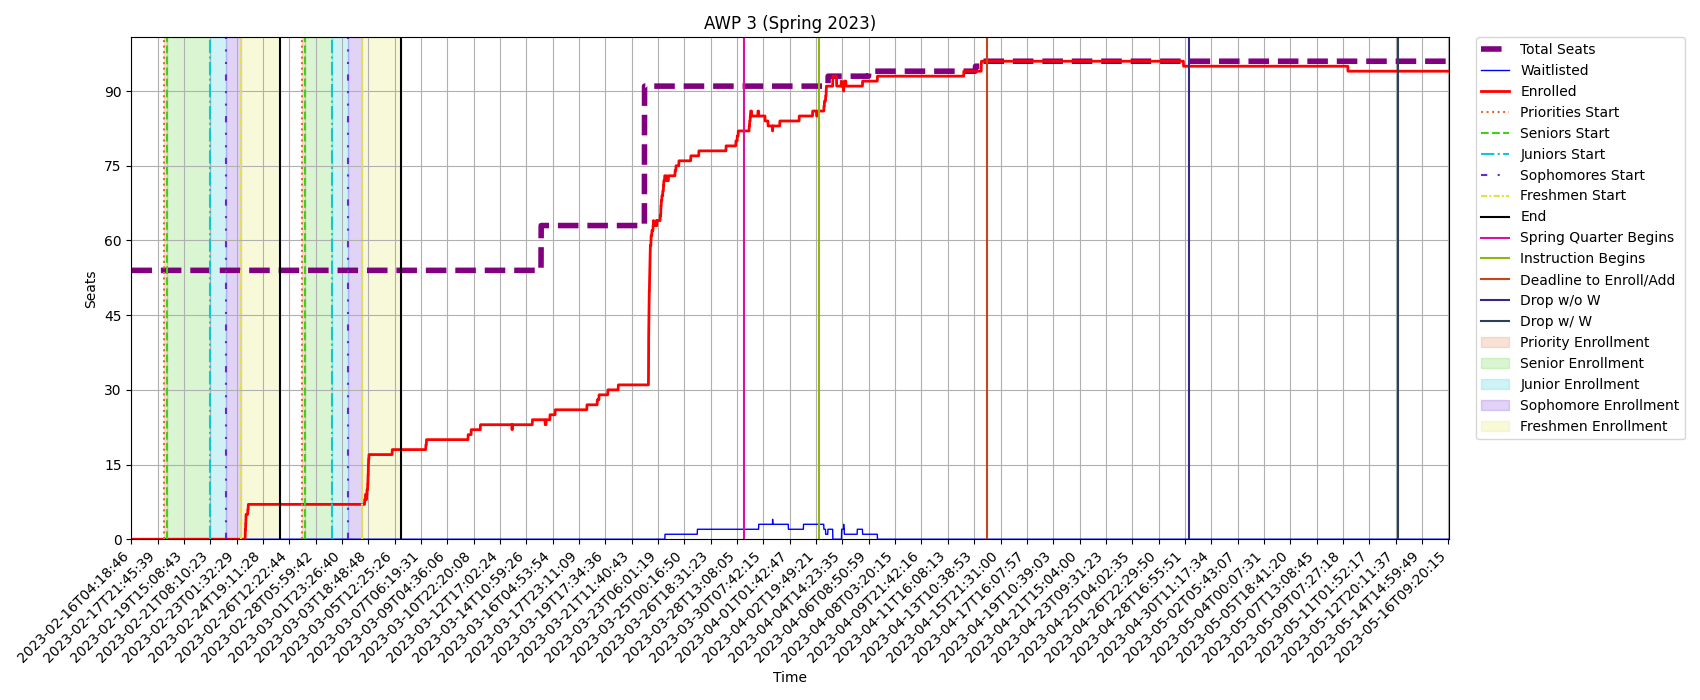 AWP 3 (Spring 2023)
Seats
90
75
60
45
30
15
0
2023-02-16T04:18:46
2023-02-17T21:45:39
2023-02-19T15:08:43
2023-02-21T08:10:23
2023-02-23T01:32:29
2023-02-24T19:11:28
2023-02-26T12:22:44
2023-02-28T05:59:42
2023-03-01T23:26:40
2023-03-03T18:48:48
2023-03-05T12:25:26
2023-03-07T06:19:31
2023-03-09T04:36:06
2023-03-10T22:20:08
2023-03-12T17:02:24
2023-03-14T10:59:26
2023-03-16T04:53:54
2023-03-17T23:11:09
2023-03-19T17:34:36
2023-03-21T11:40:43
2023-03-23T06:01:19
2023-03-25T00:16:50
2023-03-26T18:31:23
2023-03-28T13:08:05
2023-03-30T07:42:15
2023-04-01T01:42:47
2023-04-02T19:49:21
2023-04-04T14:23:35
2023-04-06T08:50:59
2023-04-08T03:20:15
2023-04-09T21:42:16
2023-04-11T16:08:13
2023-04-13T10:38:53
2023-04-15T21:31:00
2023-04-17T16:07:57
2023-04-19T10:39:03
2023-04-21T15:04:00
2023-04-23T09:31:23
2023-04-25T04:02:35
2023-04-26T22:29:50
2023-04-28T16:55:51
2023-04-30T11:17:34
2023-05-02T05:43:07
2023-05-04T00:07:31
2023-05-05T18:41:20
2023-05-07T13:08:45
2023-05-09T07:27:18
2023-05-11T01:52:17
2023-05-12T20:11:37
2023-05-14T14:59:49
2023-05-16T09:20:15
Time
Total Seats
Waitlisted
Enrolled
Priorities Start
Seniors Start
Juniors Start
Sophomores Start
Freshmen Start
End
Spring Quarter Begins
Instruction Begins
Deadline to Enroll/Add
Drop w/o W
Drop w/ W
Priority Enrollment
Senior Enrollment
Junior Enrollment
Sophomore Enrollment
Freshmen Enrollment